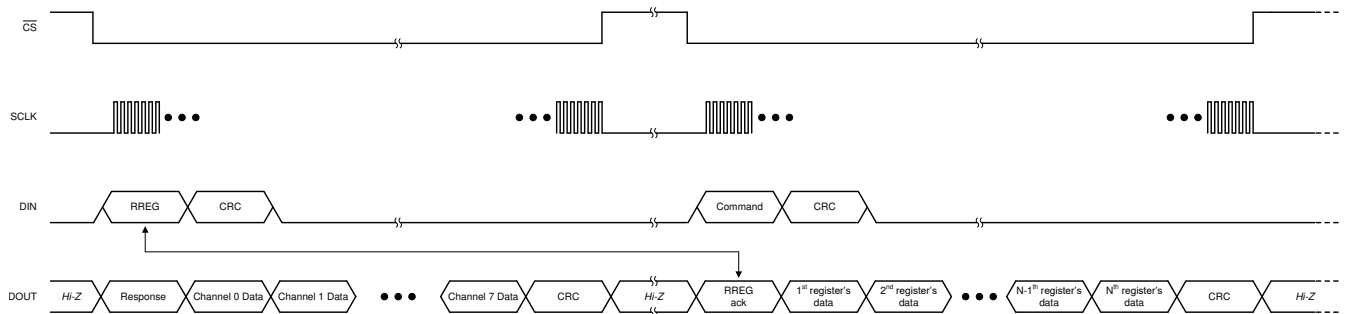 CS
SCLK
DIN
RREG
CRC
Command
CRC
DOUT
Hi-Z
Response
Channel 0 Data
Channel 1 Data
Channel 7 Data
CRC
Hi-Z
RREG
ack
1st register's
data
2nd register's
data
N-1th register's
data
Nth register's
data
CRC
Hi-Z